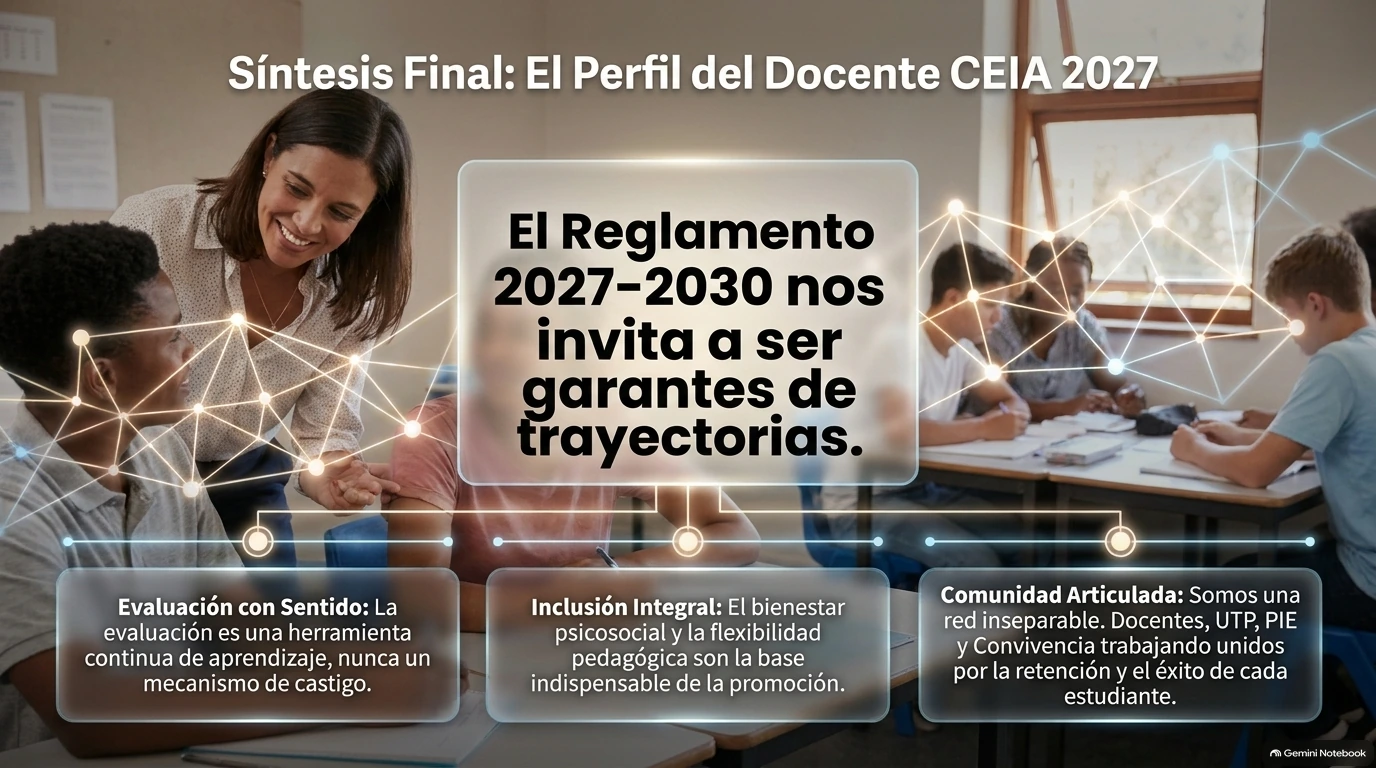 Síntesis Final: El Perfil del Docente CEIA 2027
El Reglamento
2027-2030 nos
invita a ser
garantes de
trayectorias.
Evaluación con Sentido: La
evaluación es una herramienta
continua de aprendizaje, nunca un
mecanismo de castigo.
Inclusión Integral: El bienestar
psicosocial y la flexibilidad
pedagógica son la base
indispensable de la promoción.
Comunidad Articulada: Somos una
red inseparable. Docentes, UTP, PIE
y Convivencia trabajando unidos
por la retención y el éxito de cada
estudiante.
Gemini Notebook